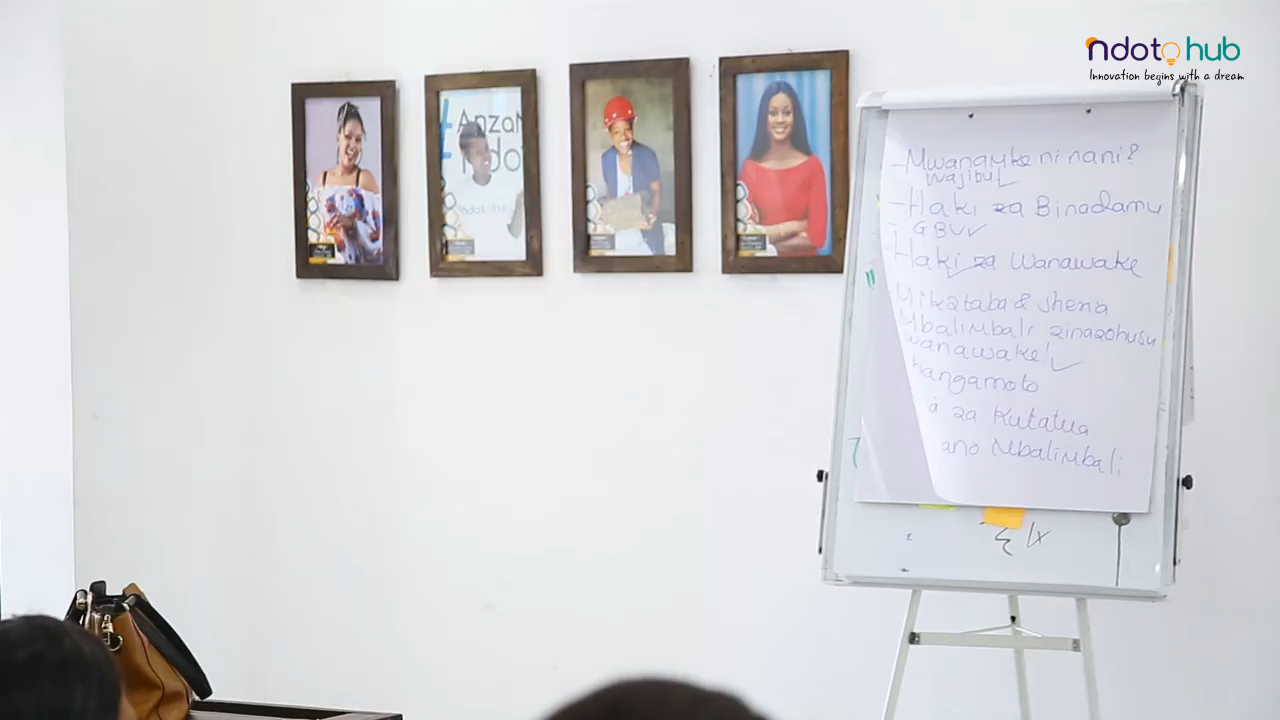 ndoto hub
Innovation begins with a dream
- Mwanamke ni nani?
Wajibu
- Haki za Binadamu
- GBV
- Haki za Wanawake
Mikataba & sheria
Mbalimbali zinazohusu
wanawake
hangamoto
a za Kutatua
ano Mbalimbali